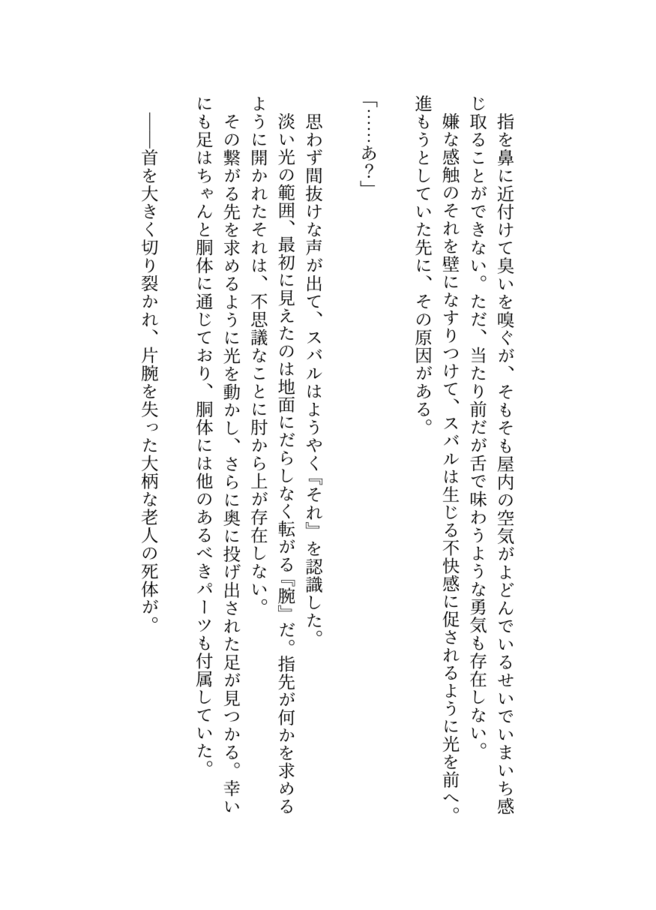 指を鼻に近付けて臭いを嗅ぐが、そもそも屋内の空気がよどんでいるせいでいまいち感
じ取ることができない。ただ、当たり前だが舌で味わうような勇気も存在しない。
嫌な感触のそれを壁になすりつけて、スバルは生じる不快感に促されるように光を前へ。
進もうとしていた先に、その原因がある。
「……あ？」
思わず間抜けな声が出て、スバルはようやく『それ』を認識した。
淡い光の範囲、最初に見えたのは地面にだらしなく転がる『腕』だ。指先が何かを求める
ように開かれたそれは、不思議なことに肘から上が存在しない。
その繋がる先を求めるように光を動かし、さらに奥に投げ出された足が見つかる。幸い
にも足はちゃんと胴体に通じており、胴体には他のあるべきパーツも付属していた。
――首を大きく切り裂かれ、片腕を失った大柄な老人の死体が。